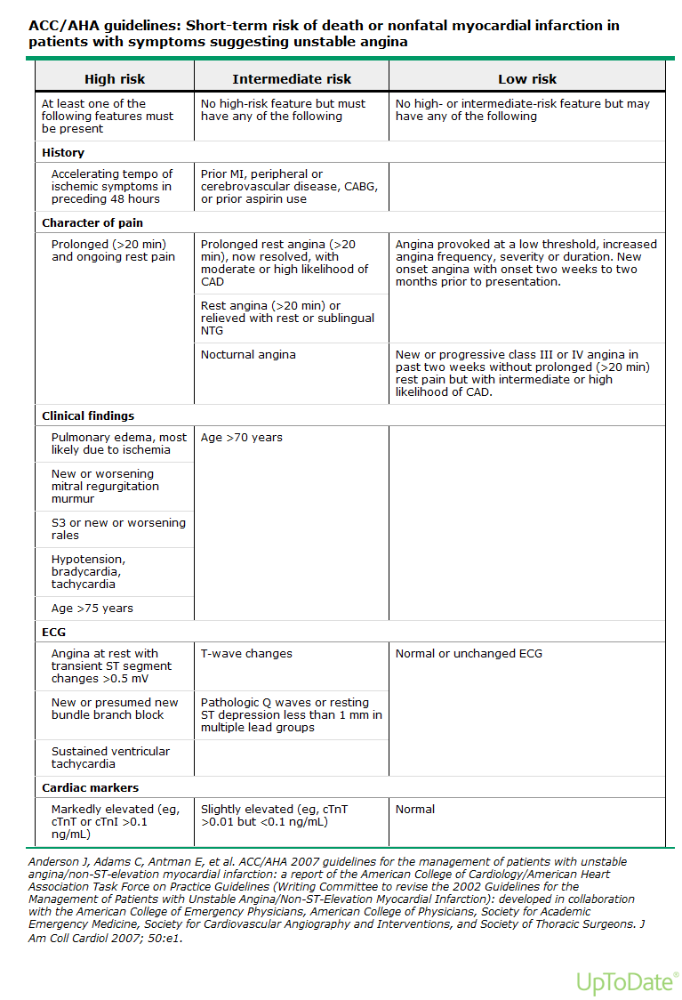 ACC/AHA guidelines: Short-term risk of death or nonfatal myocardial infarction in
patients with symptoms suggesting unstable angina
High risk
Intermediate risk
Low risk
At least one of the
following features must
be present
No high-risk feature but must
have any of the following
No high- or intermediate-risk feature but may
have any of the following
History
Accelerating tempo of
ischemic symptoms in
preceding 48 hours
Prior MI, peripheral or
cerebrovascular disease, CABG,
or prior aspirin use
Character of pain
Prolonged (>20 min)
and ongoing rest pain
Prolonged rest angina (>20
min), now resolved, with
moderate or high likelihood of
CAD
Angina provoked at a low threshold, increased
angina frequency, severity or duration. New
onset angina with onset two weeks to two
months prior to presentation.
Rest angina (>20 min) or
relieved with rest or sublingual
NTG
Nocturnal angina
New or progressive class III or IV angina in
past two weeks without prolonged (>20 min)
rest pain but with intermediate or high
likelihood of CAD.
Clinical findings
Pulmonary edema, most
likely due to ischemia
Age >70 years
New or worsening
mitral regurgitation
murmur
S3 or new or worsening
rales
Hypotension,
bradycardia,
tachycardia
Age >75 years
ECG
Angina at rest with
transient ST segment
changes >0.5 mV
T-wave changes
Normal or unchanged ECG
New or presumed new
bundle branch block
Pathologic Q waves or resting
ST depression less than 1 mm in
multiple lead groups
Sustained ventricular
tachycardia
Cardiac markers
Markedly elevated (eg,
cTnT or cTnI >0.1
ng/mL)
Slightly elevated (eg, cTnT
>0.01 but <0.1 ng/mL)
Normal
Anderson J, Adams C, Antman E, et al. ACC/AHA 2007 guidelines for the management of patients with unstable
angina/non-ST-elevation myocardial infarction: a report of the American College of Cardiology/American Heart
Association Task Force on Practice Guidelines (Writing Committee to revise the 2002 Guidelines for the
Management of Patients with Unstable Angina/Non-ST-Elevation Myocardial Infarction): developed in collaboration
with the American College of Emergency Physicians, American College of Physicians, Society for Academic
Emergency Medicine, Society for Cardiovascular Angiography and Interventions, and Society of Thoracic Surgeons. J
Am Coll Cardiol 2007; 50:e1.
UpToDate®